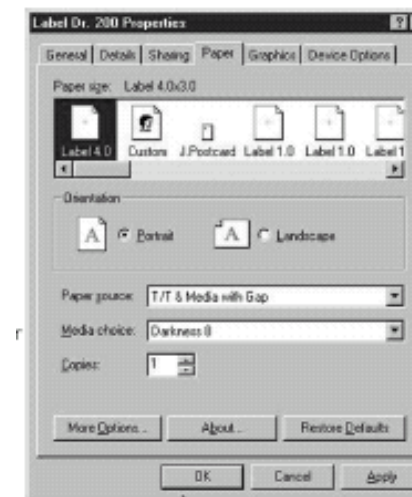 Label Dr. 200 Properties
General Details Sharing Paper Graphics Device Options
Paper size: Label 4.0x3.0
Label 4.0 Custom J.Postcard Label 1.0 Label 1.0 Label 1
Orientation
A Portrait A Landscape
Paper source: T/T & Media with Gap
Media choice: Darkness 8
Copies: 1
More Options... About... Restore Defaults
OK Cancel Apply